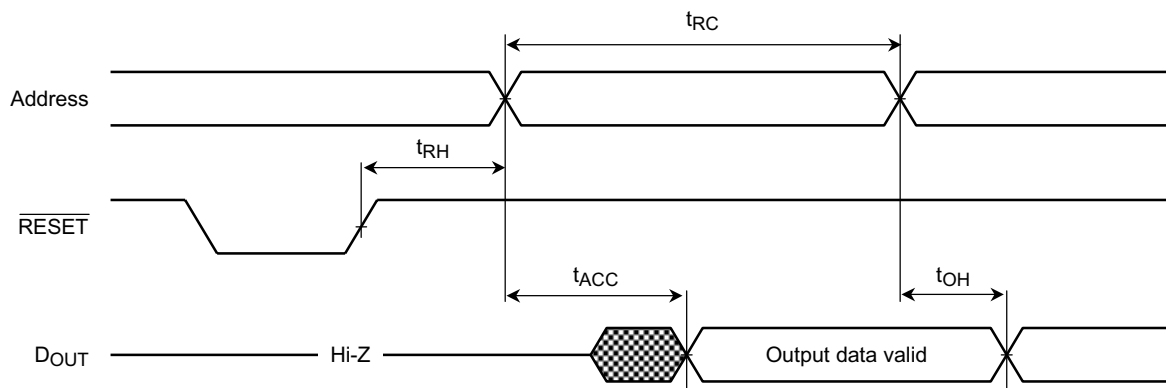 tRC
Address
tRH
RESET
tACC
tOH
DOUT
Hi-Z
Output data valid